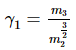 γ₁ = m₃ / m₂^(3/2)